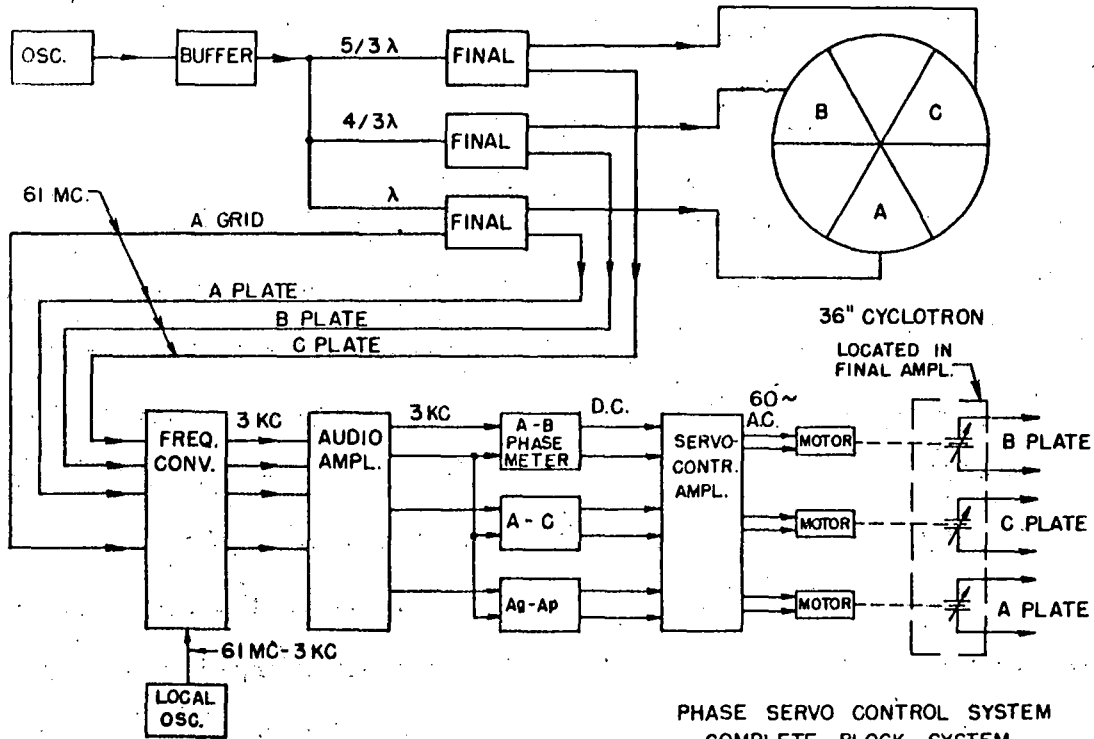 OSC.
BUFFER
5/3 λ
FINAL
4/3 λ
FINAL
λ
FINAL
B
C
A
61 MC.
A GRID
A PLATE
B PLATE
C PLATE
36" CYCLOTRON
LOCATED IN
FINAL AMPL.
FREQ.
CONV.
3 KC
AUDIO
AMPL.
3 KC
A-B
PHASE
METER
D.C.
SERVO-
CONTR.
AMPL.
60~
A.C.
MOTOR
B PLATE
A-C
MOTOR
C PLATE
Ag-Ap
MOTOR
A PLATE
61 MC-3 KC
LOCAL
OSC.
PHASE SERVO CONTROL SYSTEM
COMPLETE BLOCK SYSTEM